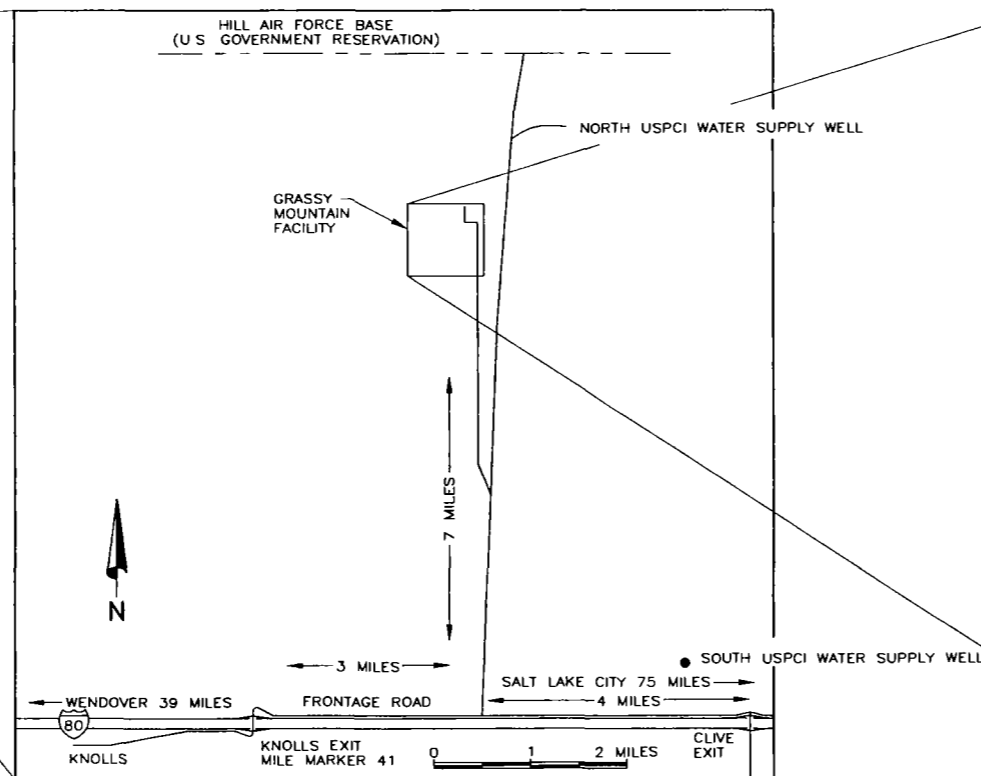 HILL AIR FORCE BASE
(U S GOVERNMENT RESERVATION)
NORTH USPCI WATER SUPPLY WELL
GRASSY
MOUNTAIN
FACILITY
7 MILES
N
3 MILES
SOUTH USPCI WATER SUPPLY WELL
SALT LAKE CITY 75 MILES
WENDOVER 39 MILES
FRONTAGE ROAD
4 MILES
80
KNOLLS
KNOLLS EXIT
MILE MARKER 41
0 1 2 MILES
CLIVE
EXIT